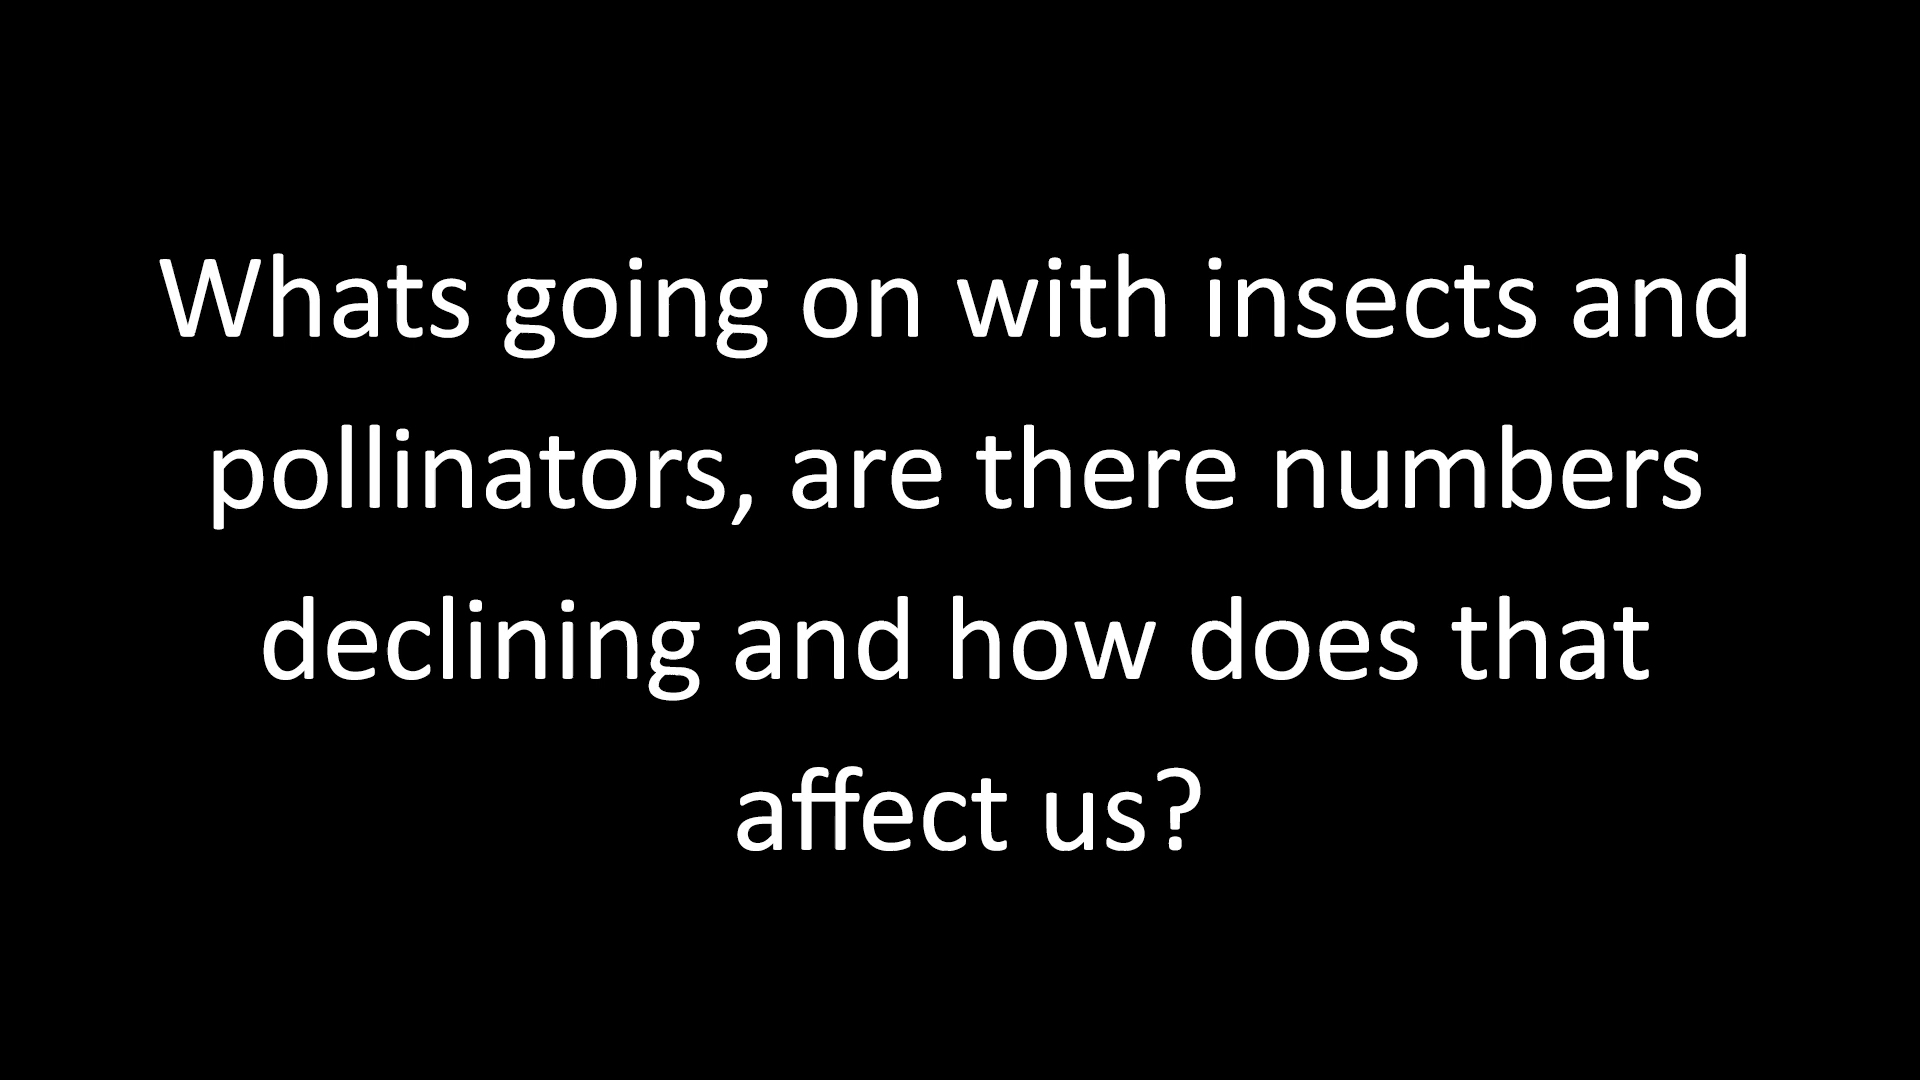 Whats going on with insects and
pollinators, are there numbers
declining and how does that
affect us?